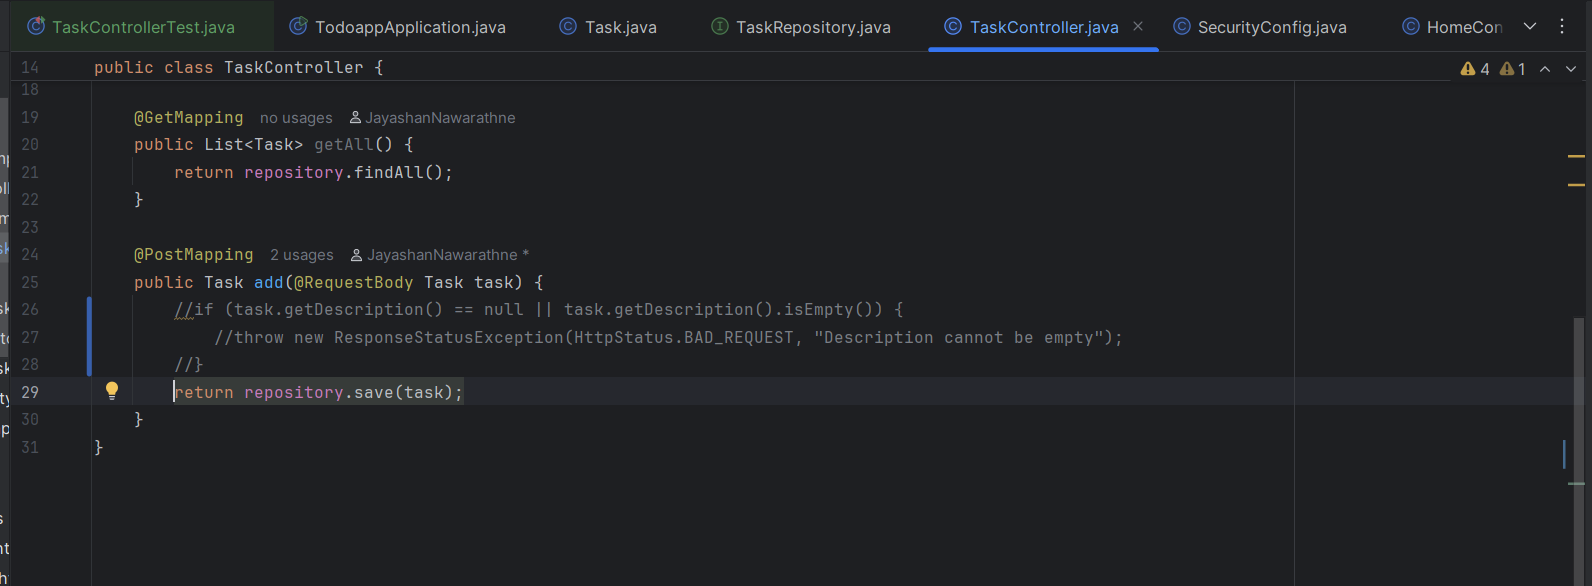 TaskControllerTest.java TodoappApplication.java Task.java TaskRepository.java TaskController.java SecurityConfig.java HomeCon
14 public class TaskController { 4 1
18
19 @GetMapping no usages JayashanNawarathne
20 public List<Task> getAll() {
21 return repository.findAll();
22 }
23
24 @PostMapping 2 usages JayashanNawarathne *
25 public Task add(@RequestBody Task task) {
26 //if (task.getDescription() == null || task.getDescription().isEmpty()) {
27 //throw new ResponseStatusException(HttpStatus.BAD_REQUEST, "Description cannot be empty");
28 //}
29 return repository.save(task);
30 }
31 }